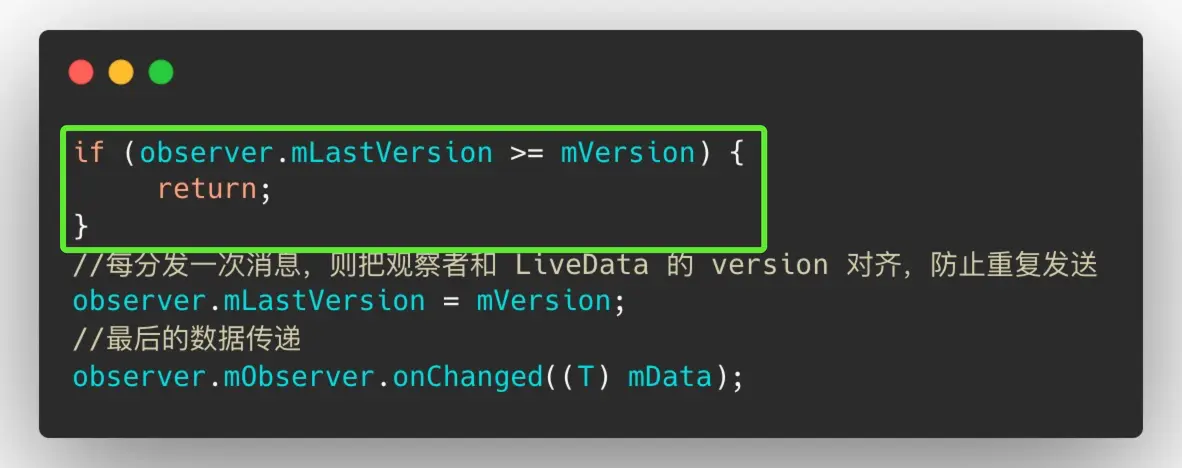 if (observer.mLastVersion >= mVersion) {
return;
}
//每分发一次消息，则把观察者和 LiveData 的 version 对齐，防止重复发送
observer.mLastVersion = mVersion;
//最后的数据传递
observer.mObserver.onChanged((T) mData);